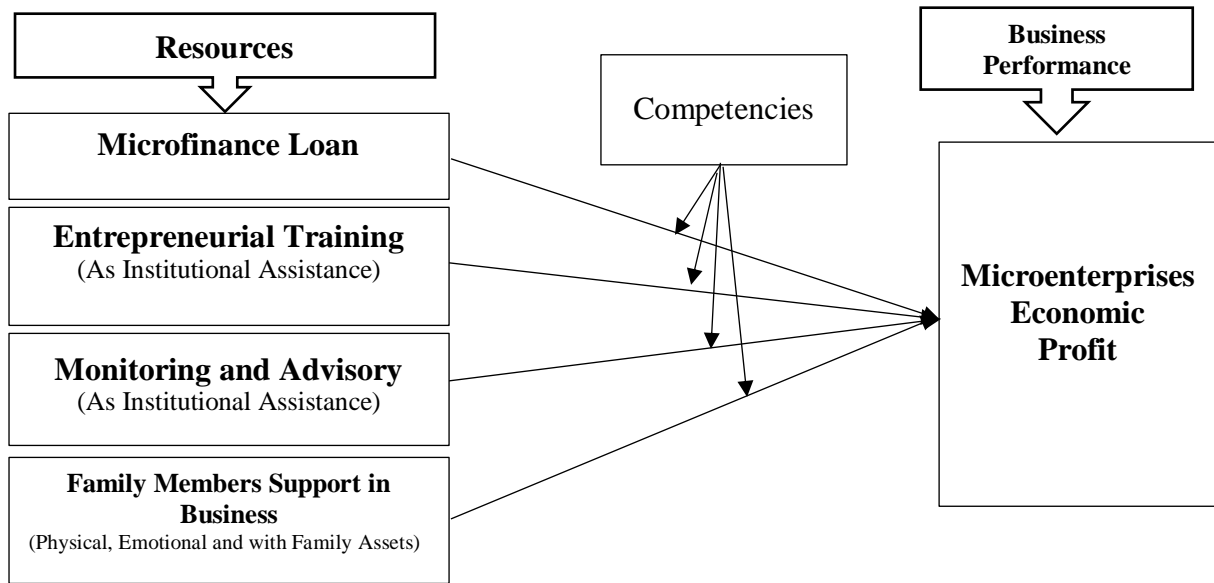 Resources
Business
Performance
Competencies
Microfinance Loan
Entrepreneurial Training
(As Institutional Assistance)
Monitoring and Advisory
(As Institutional Assistance)
Family Members Support in
Business
(Physical, Emotional and with Family Assets)
Microenterprises
Economic
Profit